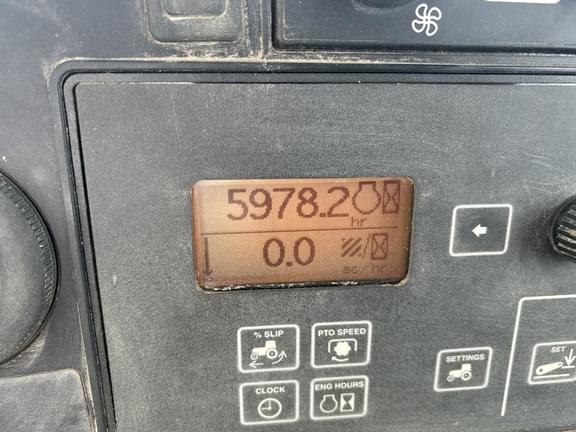 5978.2
hr
0.0
ac/hr
% SLIP
PTO SPEED
CLOCK
ENG HOURS
SETTINGS
SET